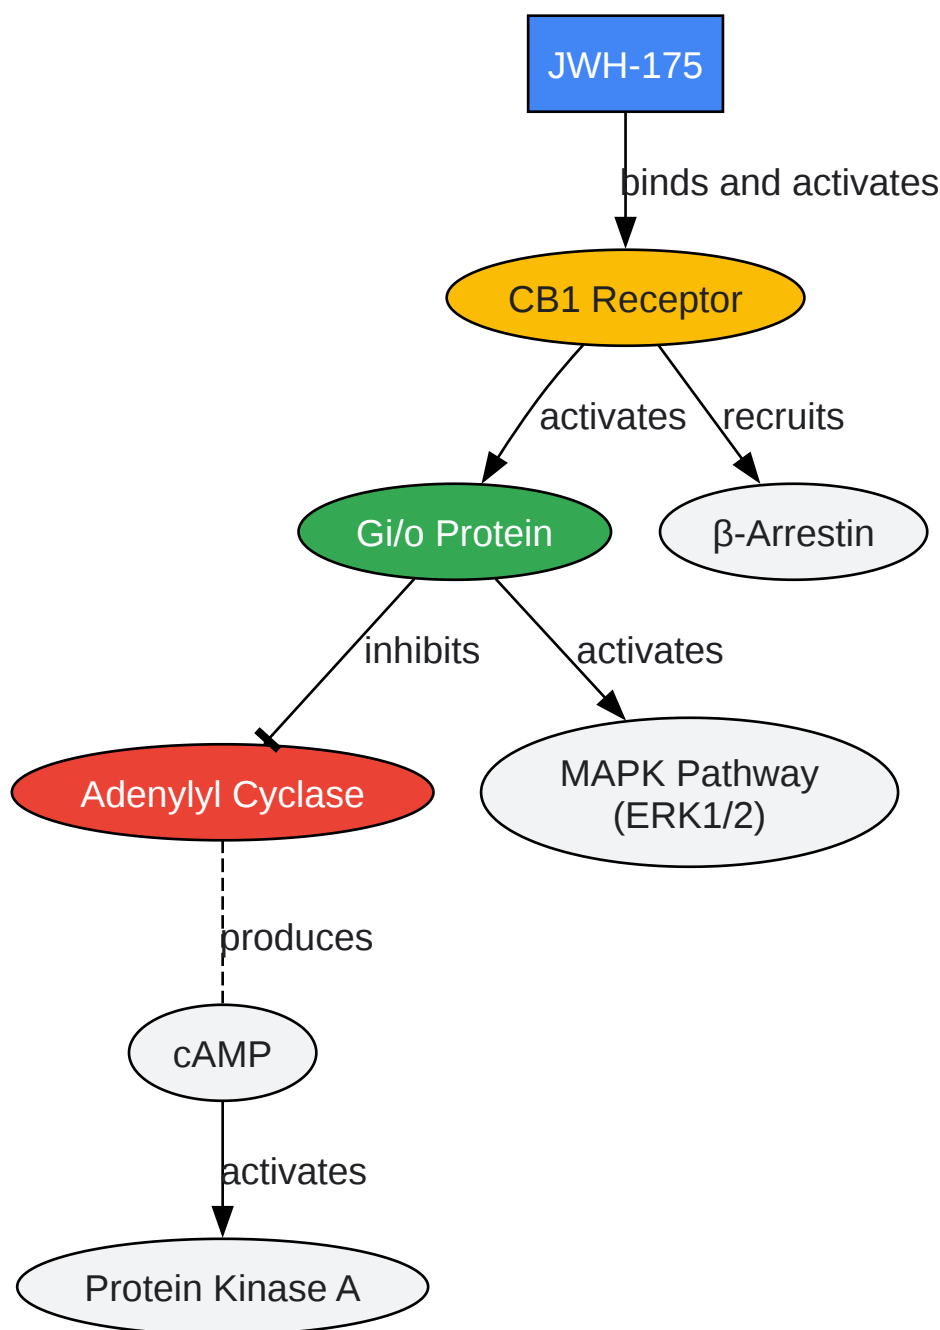 JWH-175
binds and activates
CB1 Receptor
activates
recruits
Gi/o Protein
β-Arrestin
inhibits
activates
Adenylyl Cyclase
MAPK Pathway
(ERK1/2)
produces
cAMP
activates
Protein Kinase A